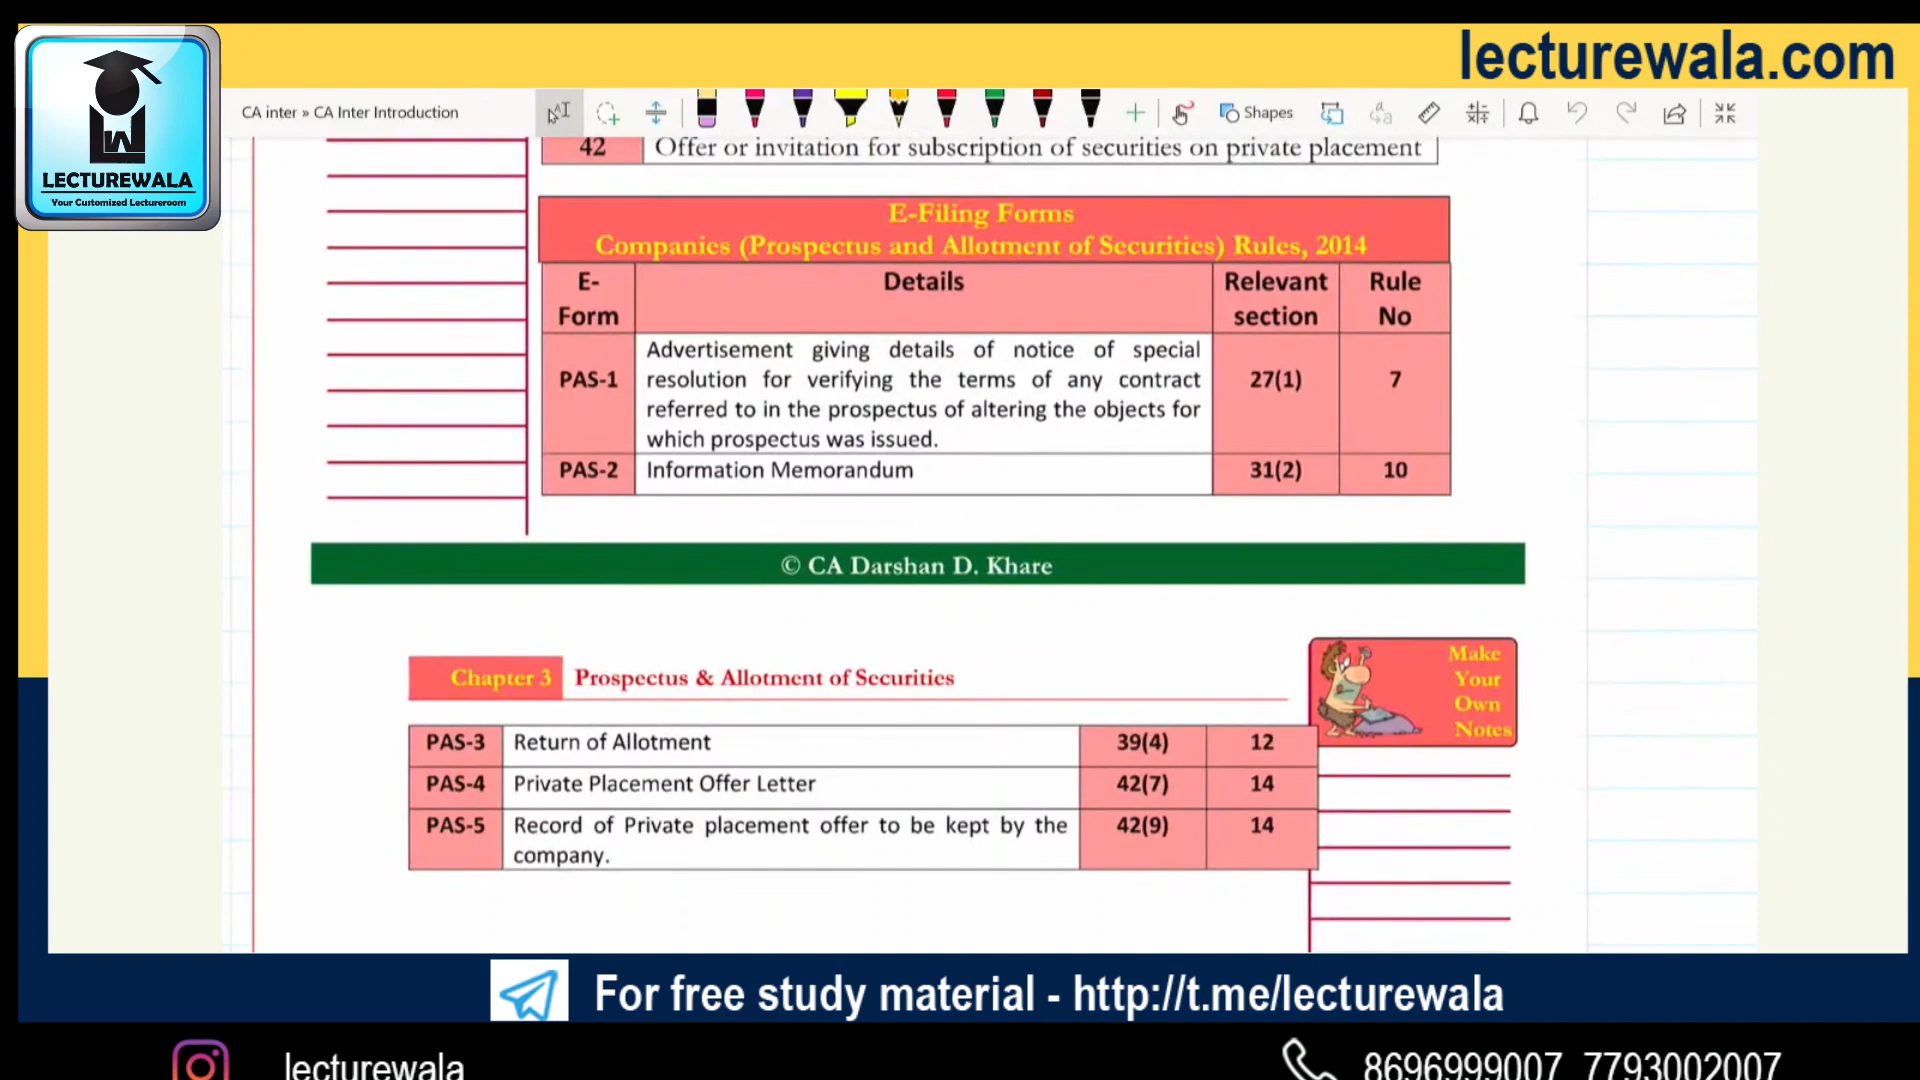 lecturewala.com
LW
LECTUREWALA
Your Customized Lectureroom
CA inter » CA Inter Introduction
Shapes
42 Offer or invitation for subscription of securities on private placement
E-Filing Forms
Companies (Prospectus and Allotment of Securities) Rules, 2014
E-Form Details Relevant section Rule No
PAS-1 Advertisement giving details of notice of special
resolution for verifying the terms of any contract
referred to in the prospectus of altering the objects for
which prospectus was issued.
27(1) 7
PAS-2 Information Memorandum 31(2) 10
© CA Darshan D. Khare
Chapter 3 Prospectus & Allotment of Securities
Make
Your
Own
Notes
PAS-3 Return of Allotment 39(4) 12
PAS-4 Private Placement Offer Letter 42(7) 14
PAS-5 Record of Private placement offer to be kept by the
company.
42(9) 14
For free study material - http://t.me/lecturewala
lecturewala
8696999007 7793002007